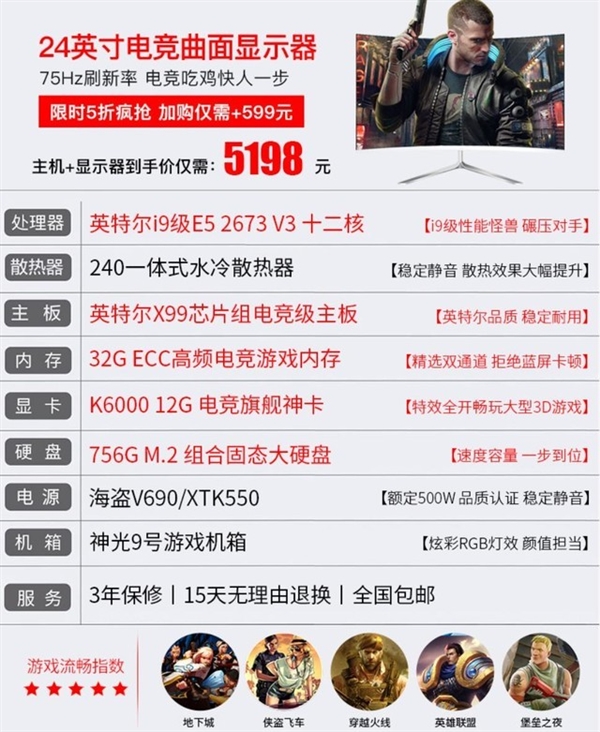 24英寸电竞曲面显示器
75Hz刷新率 电竞吃鸡快人一步
限时5折疯抢 加购仅需+599元
主机+显示器到手价仅需：5198 元
处理器 英特尔i9级E5 2673 V3 十二核 【i9级性能怪兽 碾压对手】
散热器 240一体式水冷散热器 【稳定静音 散热效果大幅提升】
主 板 英特尔X99芯片组电竞级主板 【英特尔品质 稳定耐用】
内 存 32G ECC高频电竞游戏内存 【精选双通道 拒绝蓝屏卡顿】
显 卡 K6000 12G 电竞旗舰神卡 【特效全开畅玩大型3D游戏】
硬 盘 756G M.2 组合固态大硬盘 【速度容量 一步到位】
电 源 海盗V690/XTK550 【额定500W 品质认证 稳定静音】
机 箱 神光9号游戏机箱 【炫彩RGB灯效 颜值担当】
服 务 3年保修丨15天无理由退换丨全国包邮
游戏流畅指数
★★★★★
地下城 侠盗飞车 穿越火线 英雄联盟 堡垒之夜